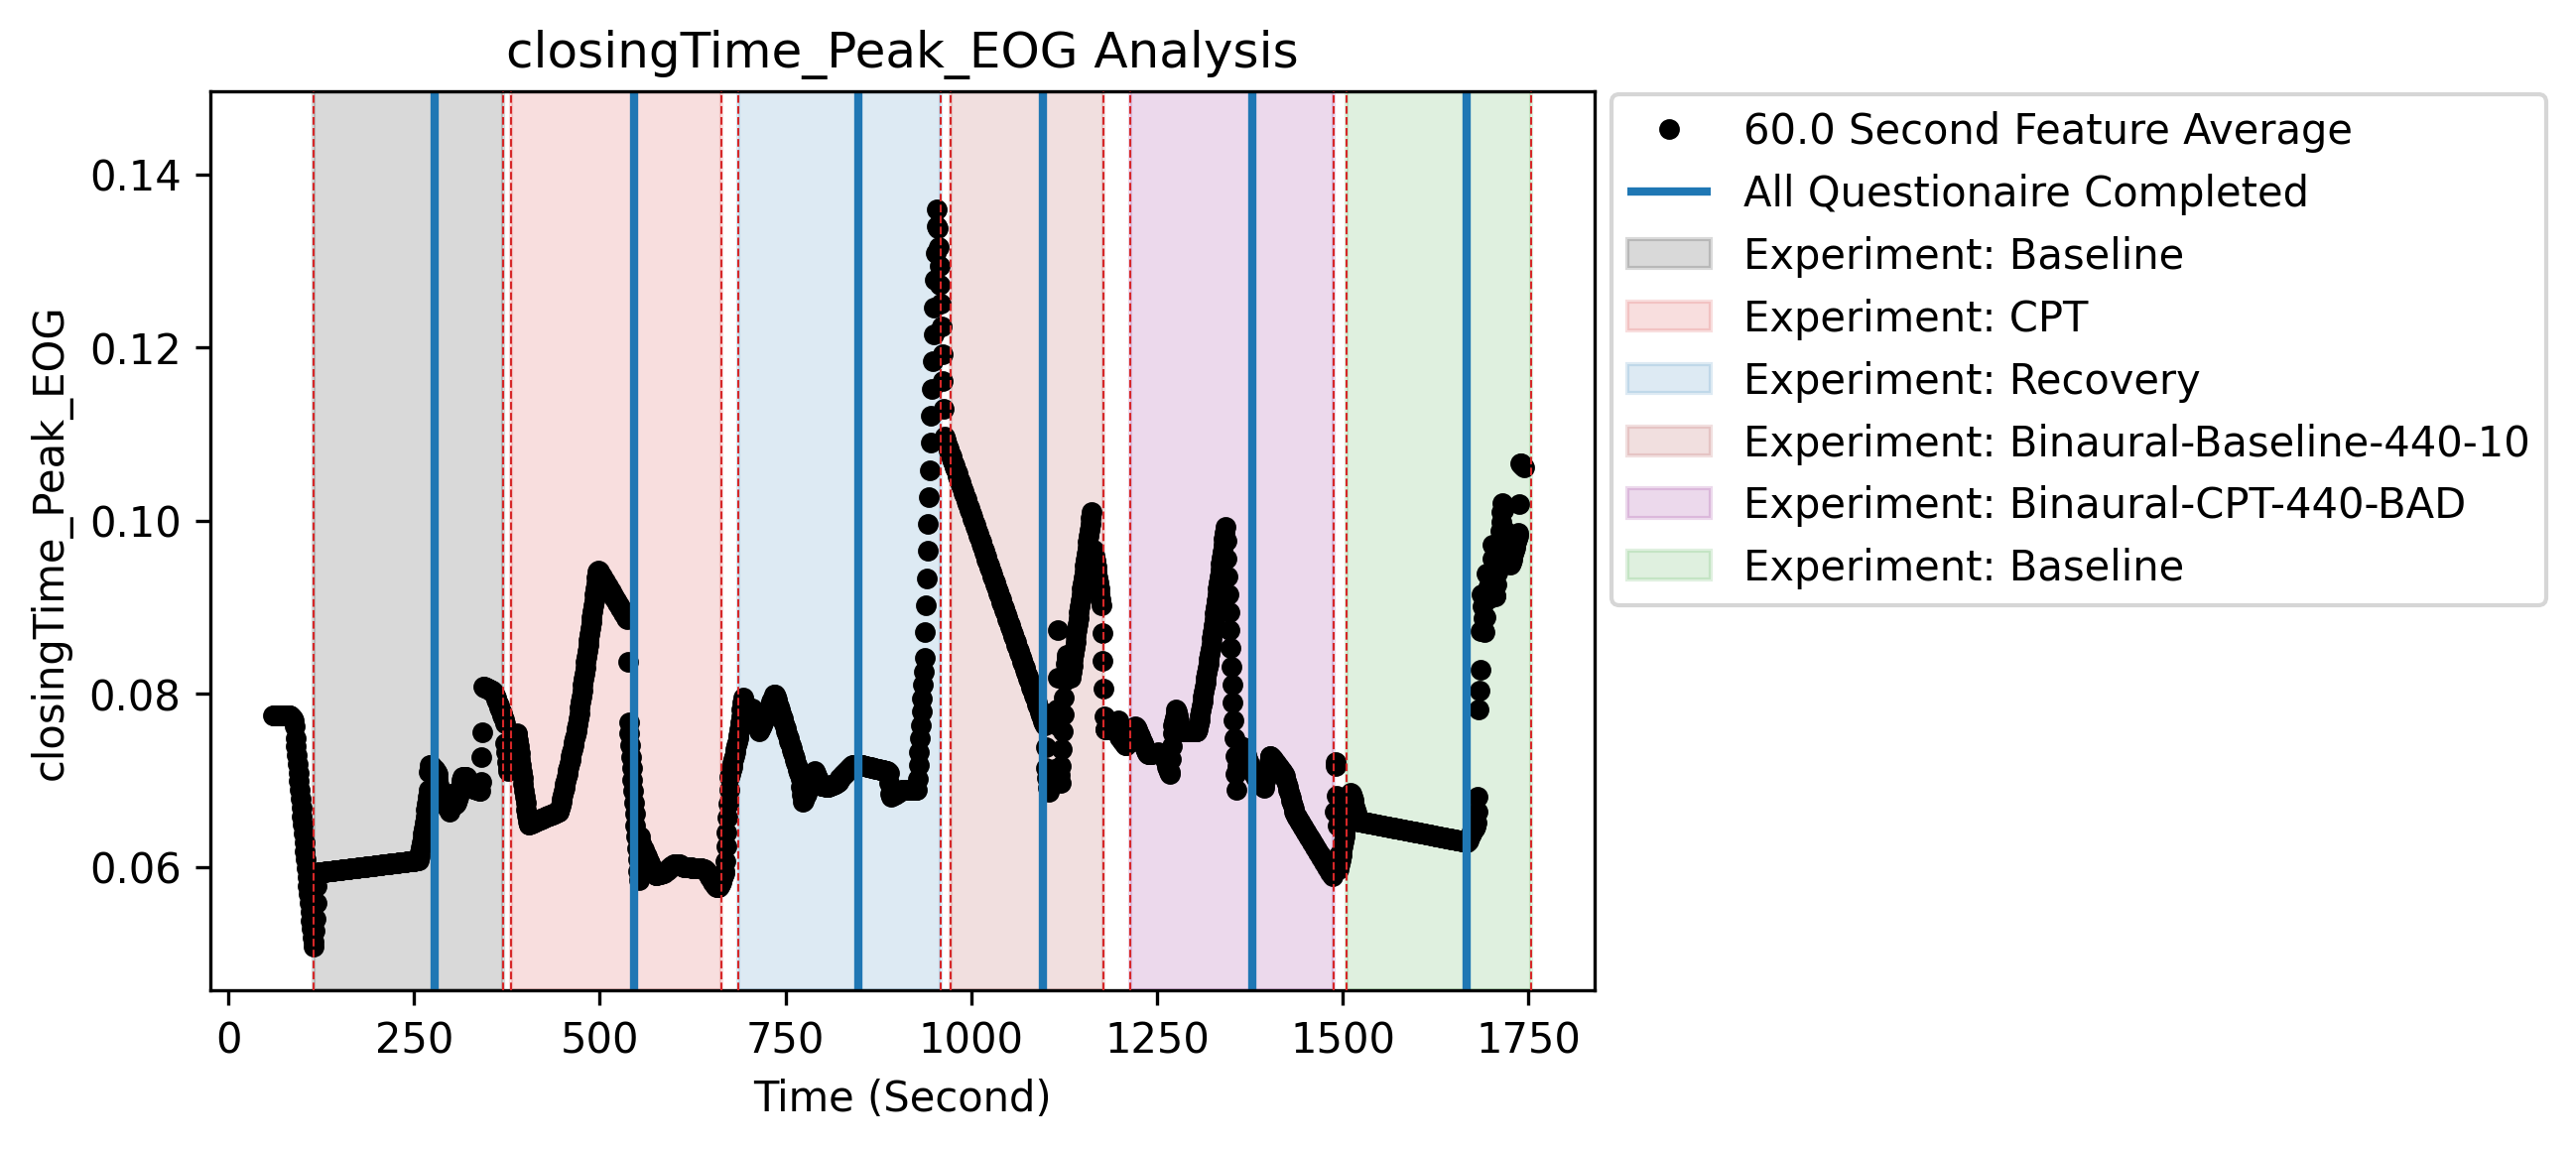 closingTime_Peak_EOG Analysis
closingTime_Peak_EOG
0.14
0.12
0.10
0.08
0.06
0 250 500 750 1000 1250 1500 1750
Time (Second)
60.0 Second Feature Average
All Questionaire Completed
Experiment: Baseline
Experiment: CPT
Experiment: Recovery
Experiment: Binaural-Baseline-440-10
Experiment: Binaural-CPT-440-BAD
Experiment: Baseline